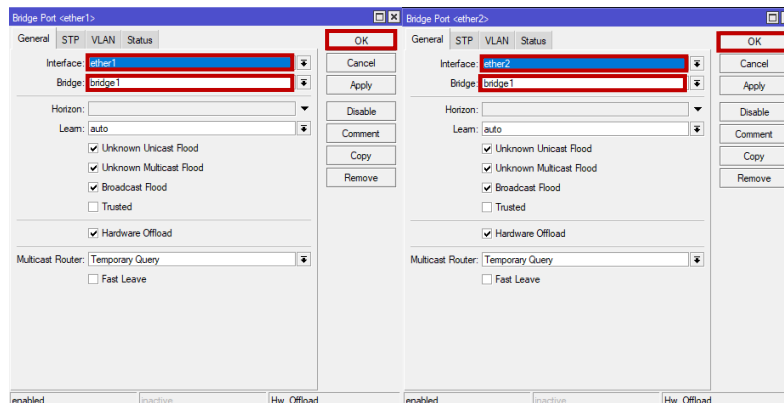 Bridge Port <ether1>
General STP VLAN Status
Interface: ether1
Bridge: bridge1
Horizon:
Learn: auto
Unknown Unicast Flood
Unknown Multicast Flood
Broadcast Flood
Trusted
Hardware Offload
Multicast Router: Temporary Query
Fast Leave
OK
Cancel
Apply
Disable
Comment
Copy
Remove
enabled inactive Hw. Offload
Bridge Port <ether2>
General STP VLAN Status
Interface: ether2
Bridge: bridge1
Horizon:
Learn: auto
Unknown Unicast Flood
Unknown Multicast Flood
Broadcast Flood
Trusted
Hardware Offload
Multicast Router: Temporary Query
Fast Leave
OK
Cancel
Apply
Disable
Comment
Copy
Remove
enabled inactive Hw. Offload